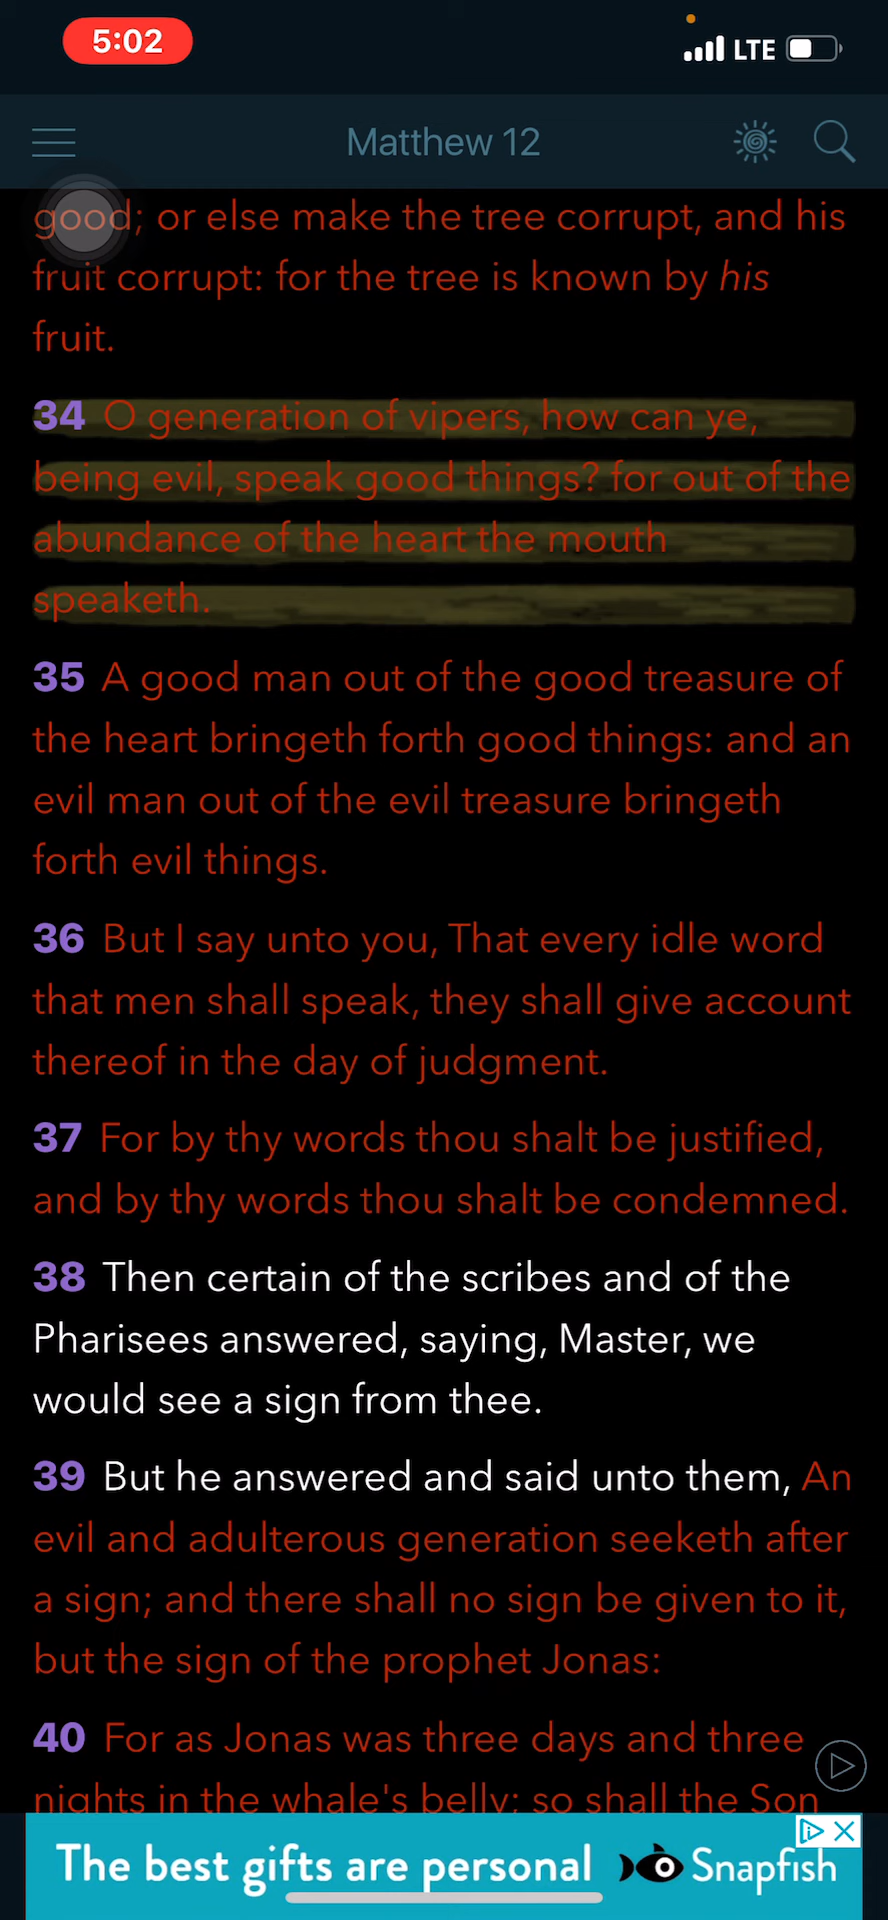 5:02
LTE
Matthew 12
good; or else make the tree corrupt, and his
fruit corrupt: for the tree is known by his
fruit.
34 O generation of vipers, how can ye,
being evil, speak good things? for out of the
abundance of the heart the mouth
speaketh.
35 A good man out of the good treasure of
the heart bringeth forth good things: and an
evil man out of the evil treasure bringeth
forth evil things.
36 But I say unto you, That every idle word
that men shall speak, they shall give account
thereof in the day of judgment.
37 For by thy words thou shalt be justified,
and by thy words thou shalt be condemned.
38 Then certain of the scribes and of the
Pharisees answered, saying, Master, we
would see a sign from thee.
39 But he answered and said unto them, An
evil and adulterous generation seeketh after
a sign; and there shall no sign be given to it,
but the sign of the prophet Jonas:
40 For as Jonas was three days and three
nights in the whale's belly; so shall the Son
The best gifts are personal Snapfish